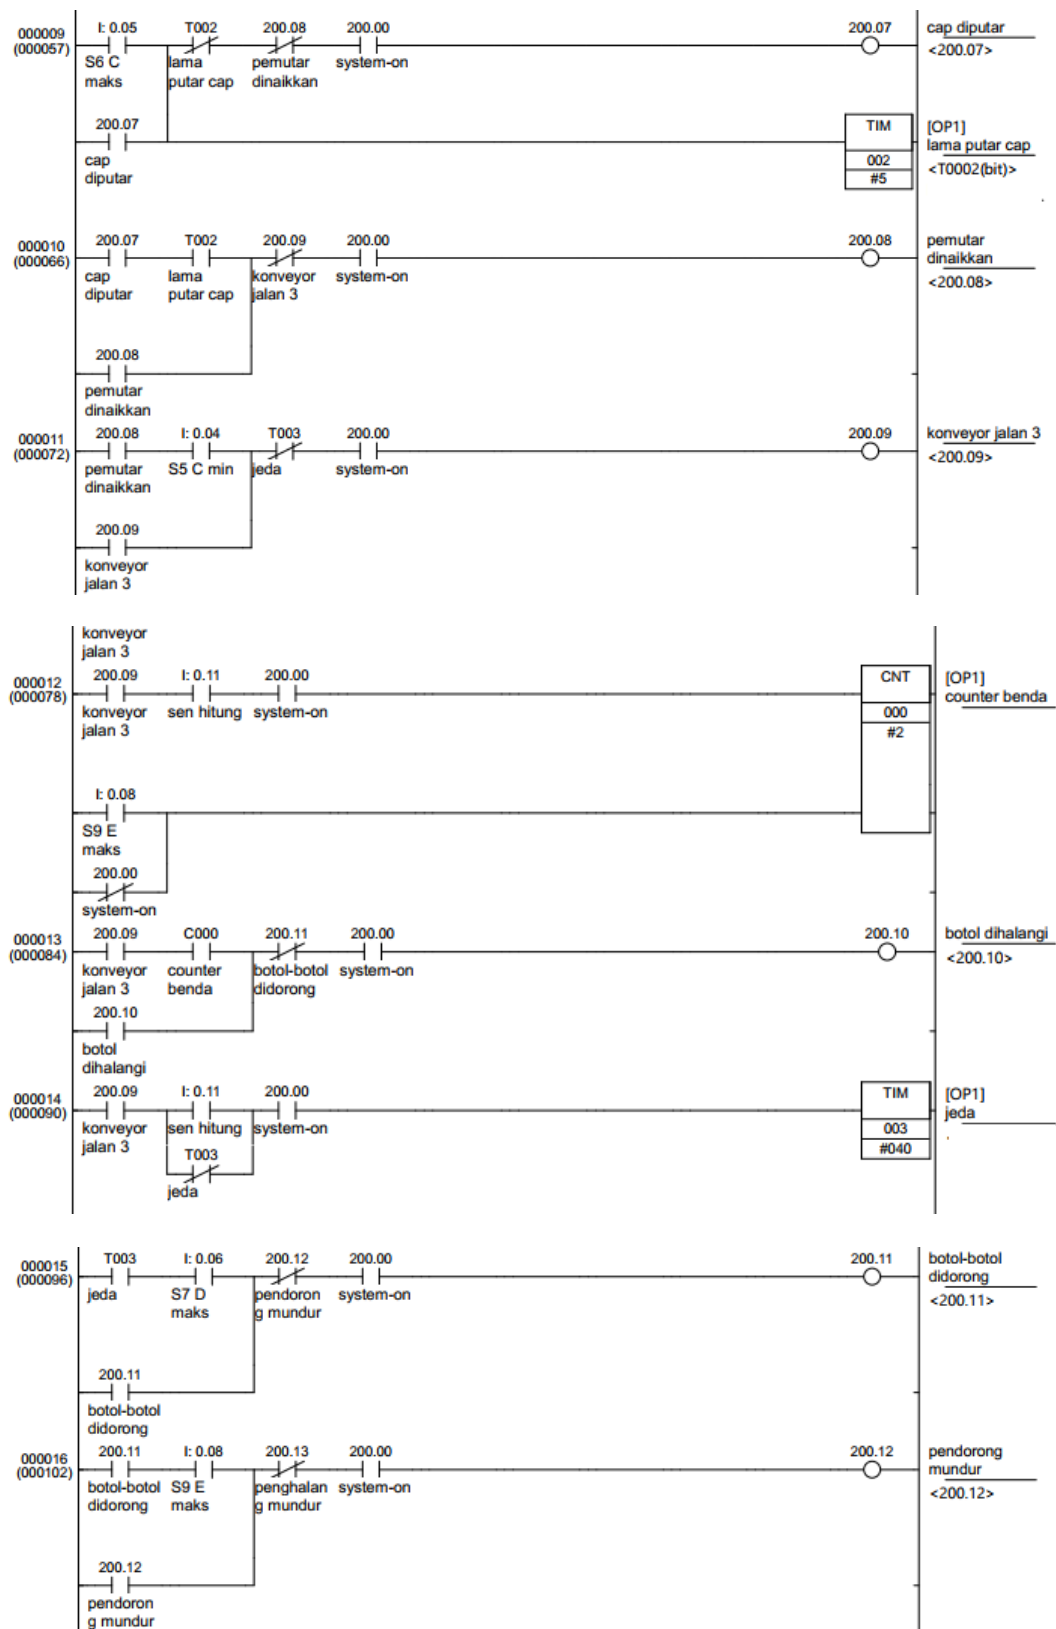 000009
(000057)
I: 0.05 T002 200.08 200.00 200.07 cap diputar
S6 C maks lama putar cap pemutar dinaikkan system-on <200.07>
200.07 TIM [OP1]
cap diputar 002 lama putar cap
#5 <T0002(bit)>
000010
(000066)
200.07 T002 200.09 200.00 200.08 pemutar dinaikkan
cap diputar lama putar cap konveyor jalan 3 system-on <200.08>
200.08
pemutar dinaikkan
000011
(000072)
200.08 I: 0.04 T003 200.00 200.09 konveyor jalan 3
pemutar dinaikkan S5 C min jeda system-on <200.09>
200.09
konveyor jalan 3
konveyor jalan 3
000012
(000078)
200.09 I: 0.11 200.00 CNT [OP1]
konveyor jalan 3 sen hitung system-on 000 counter benda
#2
I: 0.08
S9 E maks
200.00
system-on
000013
(000084)
200.09 C000 200.11 200.00 200.10 botol dihalangi
konveyor jalan 3 counter benda botol-botol didorong system-on <200.10>
200.10
botol dihalangi
000014
(000090)
200.09 I: 0.11 200.00 TIM [OP1]
konveyor jalan 3 sen hitung system-on 003 jeda
T003 #040
jeda
000015
(000096)
T003 I: 0.06 200.12 200.00 200.11 botol-botol didorong
jeda S7 D maks pendoron g mundur system-on <200.11>
200.11
botol-botol didorong
000016
(000102)
200.11 I: 0.08 200.13 200.00 200.12 pendorong mundur
botol-botol didorong S9 E maks penghalan g mundur system-on <200.12>
200.12
pendoron g mundur